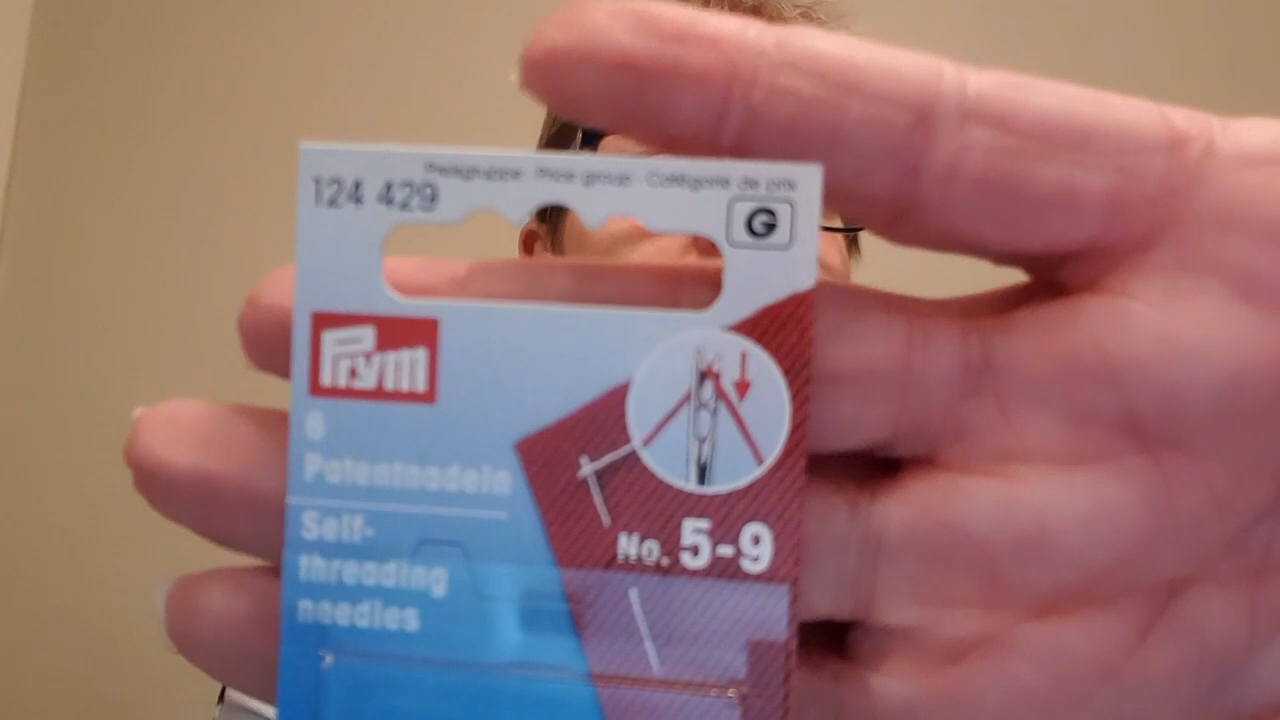 Preisgruppe · Price group · Catégorie de prix
124 429
G
Prym
6
Patentnadeln
Self-
threading
needles
No. 5-9